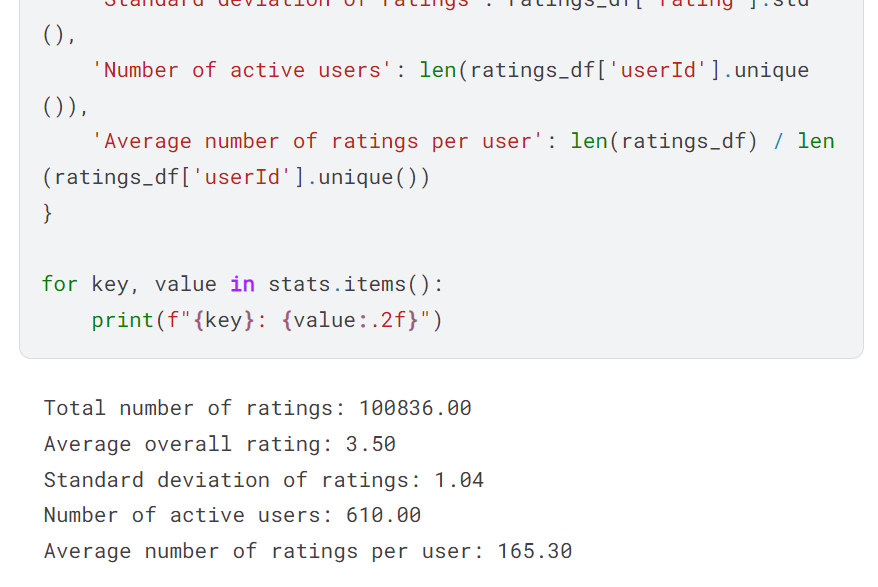 'Standard deviation of ratings': ratings_df['rating'].std
(),
'Number of active users': len(ratings_df['userId'].unique
()),
'Average number of ratings per user': len(ratings_df) / len
(ratings_df['userId'].unique())
}
for key, value in stats.items():
print(f"{key}: {value:.2f}")
Total number of ratings: 100836.00
Average overall rating: 3.50
Standard deviation of ratings: 1.04
Number of active users: 610.00
Average number of ratings per user: 165.30